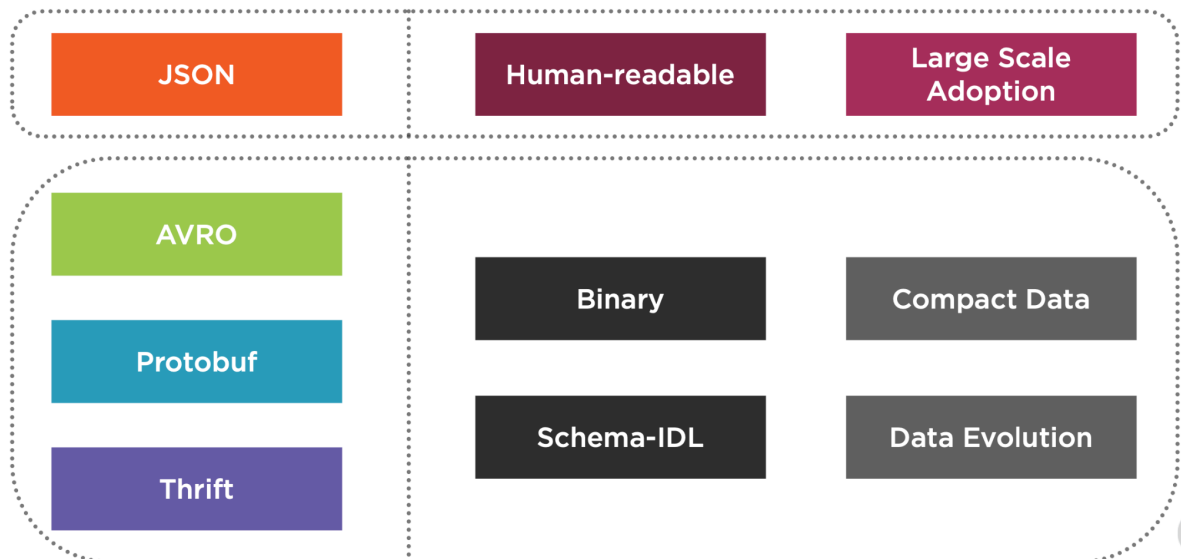 JSON
Human-readable
Large Scale
Adoption
AVRO
Protobuf
Thrift
Binary
Compact Data
Schema-IDL
Data Evolution